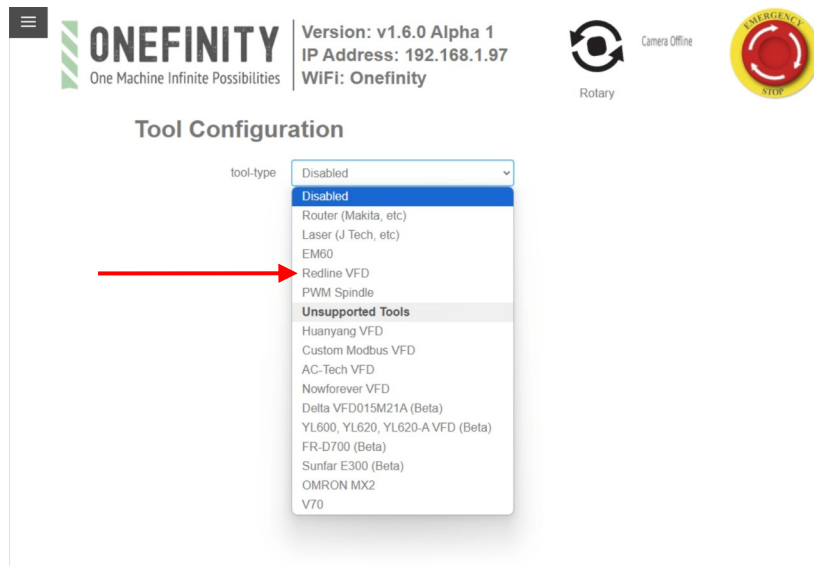 ONEFINITY
One Machine Infinite Possibilities
Version: v1.6.0 Alpha 1
IP Address: 192.168.1.97
WiFi: Onefinity
Rotary
Camera Offline
EMERGENCY
STOP
Tool Configuration
tool-type
Disabled
Disabled
Router (Makita, etc)
Laser (J Tech, etc)
EM60
Redline VFD
PWM Spindle
Unsupported Tools
Huanyang VFD
Custom Modbus VFD
AC-Tech VFD
Nowforever VFD
Delta VFD015M21A (Beta)
YL600, YL620, YL620-A VFD (Beta)
FR-D700 (Beta)
Sunfar E300 (Beta)
OMRON MX2
V70